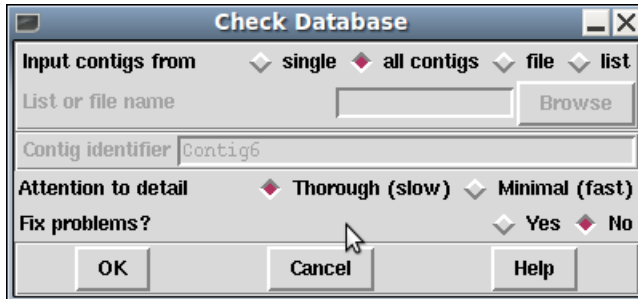 Check Database
Input contigs from single all contigs file list
List or file name Browse
Contig identifier Contig6
Attention to detail Thorough (slow) Minimal (fast)
Fix problems? Yes No
OK Cancel Help